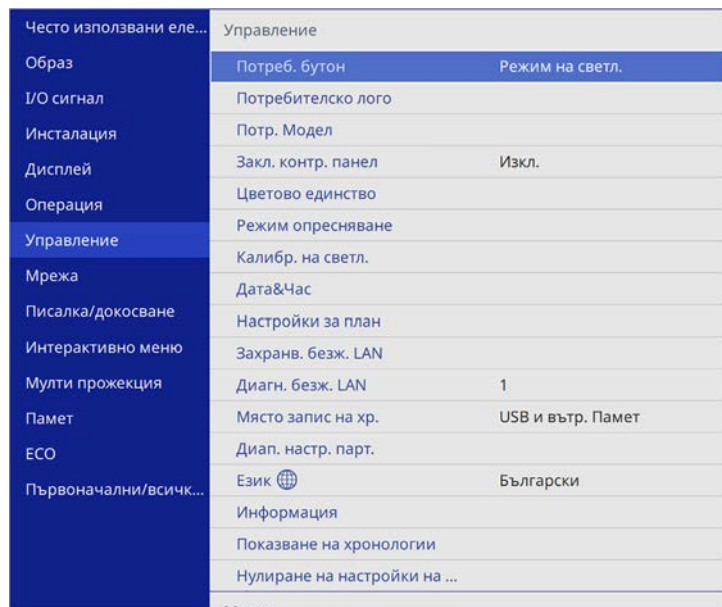 Често използвани еле...
Образ
I/O сигнал
Инсталация
Дисплей
Операция
Управление
Мрежа
Писалка/докосване
Интерактивно меню
Мулти прожекция
Памет
ECO
Първоначални/всичк...
Управление
Потреб. бутон Режим на светл.
Потребителско лого
Потр. Модел
Закл. контр. панел Изкл.
Цветово единство
Режим опресняване
Калибр. на светл.
Дата&Час
Настройки за план
Захранв. безж. LAN
Диагн. безж. LAN 1
Място запис на хр. USB и вътр. Памет
Диап. настр. парт.
Език Български
Информация
Показване на хронологии
Нулиране на настройки на ...